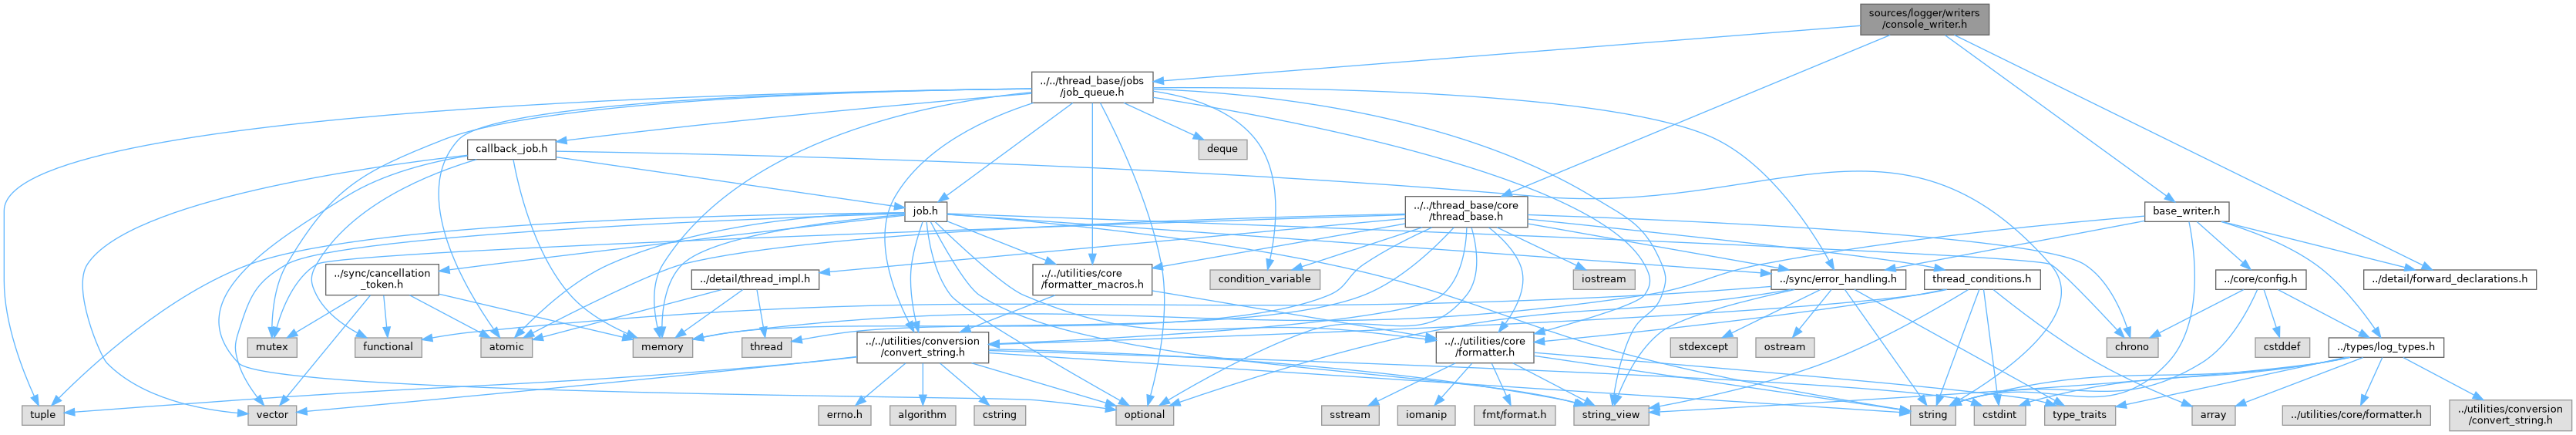 sources/logger/writers
/console_writer.h
../../thread_base/jobs
/job_queue.h
callback_job.h
deque
job.h
../../thread_base/core
/thread_base.h
base_writer.h
../sync/cancellation
_token.h
../detail/thread_impl.h
../../utilities/core
/formatter_macros.h
condition_variable
iostream
../sync/error_handling.h
thread_conditions.h
../core/config.h
../detail/forward_declarations.h
mutex
functional
atomic
memory
thread
../../utilities/conversion
/convert_string.h
../../utilities/core
/formatter.h
stdexcept
ostream
chrono
cstddef
../types/log_types.h
tuple
vector
errno.h
algorithm
cstring
optional
sstream
iomanip
fmt/format.h
string_view
string
cstdint
type_traits
array
../utilities/core/formatter.h
../utilities/conversion
/convert_string.h